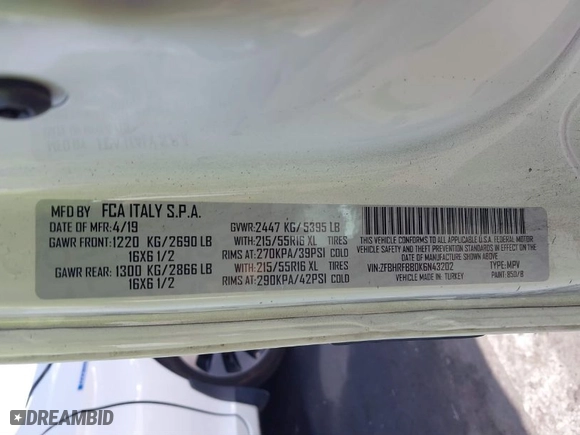 MFD BY FCA ITALY S.P.A.
DATE OF MFR: 4/19 GVWR: 2447 KG/ 5395 LB
GAWR FRONT: 1220 KG/2690 LB WITH: 215/55R16 XL TIRES
16X6 1/2 RIMS AT: 270KPA/39PSI COLD
GAWR REAR: 1300 KG/2866 LB WITH: 215/55R16 XL TIRES
16X6 1/2 RIMS AT: 290KPA/42PSI COLD
THIS VEHICLE CONFORMS TO ALL APPLICABLE U.S.A. FEDERAL MOTOR
VEHICLE SAFETY AND THEFT PREVENTION STANDARDS IN EFFECT ON THE
DATE OF MANUFACTURE SHOWN ABOVE
VIN: ZFBHRFBB0K6N43202 TYPE: MPV
VEHICLE MADE IN: TURKEY PAINT: 850/B
DREAMBID